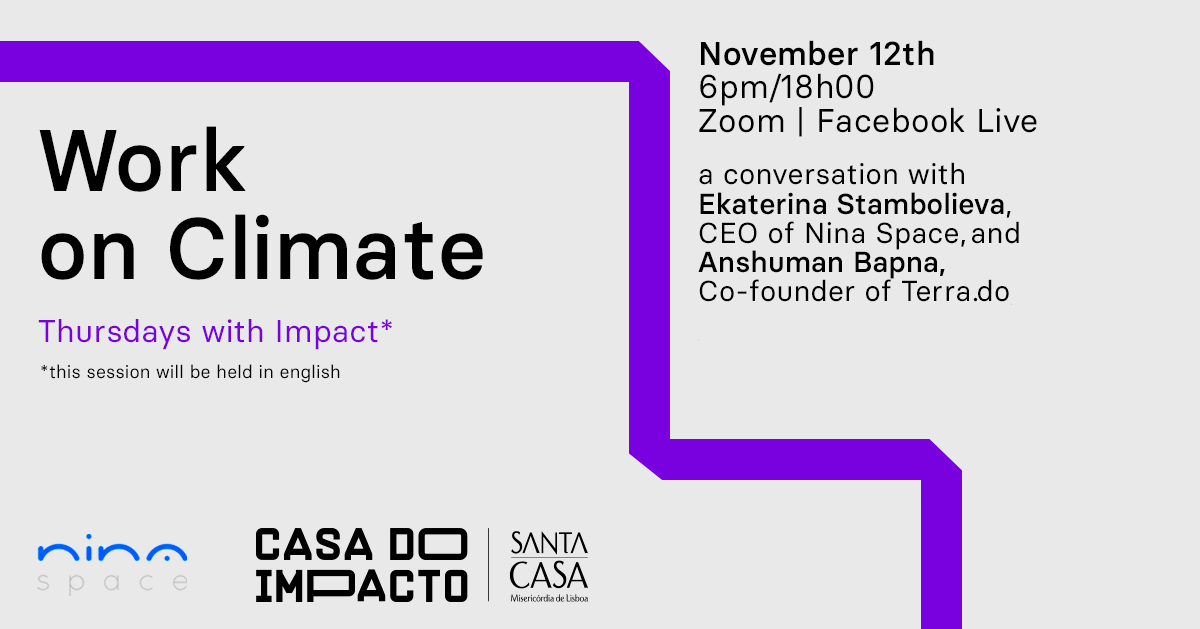 Work
on Climate
Thursdays with Impact*
*this session will be held in english
November 12th
6pm/18h00
Zoom | Facebook Live
a conversation with
Ekaterina Stambolieva,
CEO of Nina Space, and
Anshuman Bapna,
Co-founder of Terra.do
nina
space
CASA DO
IMPACTO
SANTA
CASA
Misericórdia de Lisboa